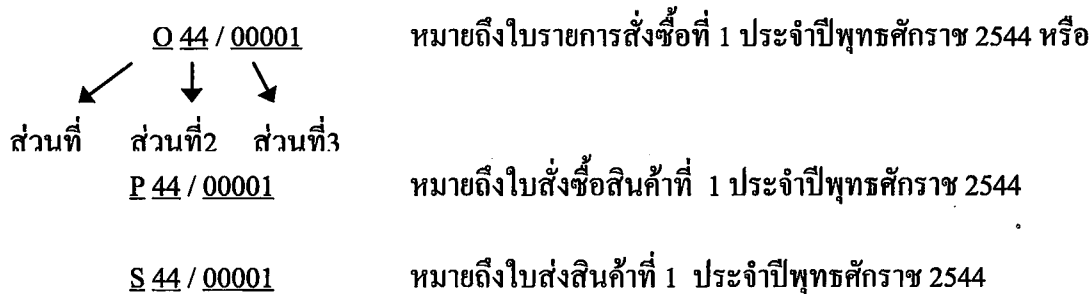 O 44 / 00001 หมายถึงใบรายการสั่งซื้อที่ 1 ประจำปีพุทธศักราช 2544 หรือ
ส่วนที่ ส่วนที่2 ส่วนที่3
P 44 / 00001 หมายถึงใบสั่งซื้อสินค้าที่ 1 ประจำปีพุทธศักราช 2544
S 44 / 00001 หมายถึงใบส่งสินค้าที่ 1 ประจำปีพุทธศักราช 2544